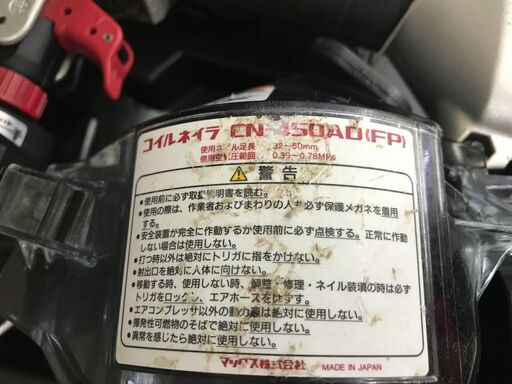 コイルネイラ CN-450AD(FP)
使用ネイル足長 32~50mm
使用空気圧範囲 0.39~0.78MPa
警告
●使用前に必ず取扱説明書を読む。
●使用の際は、作業者およびまわりの人も必ず保護メガネを着用
する。
●安全装置が完全に作動するか使用前に必ず点検する。正常に作動
しない場合は使用しない。
●打つ時以外は絶対にトリガに指をかけない。
●射出口を絶対に人体に向けない。
●移動する時、使用しない時、調整・修理・ネイル装填の時は必ず
トリガをロックし、エアホースをはずす。
●エアコンプレッサ以外の動力源は絶対に使用しない。
●揮発性可燃物のそばで絶対に使用しない。
●異常を感じたら絶対に使用しない。
マックス株式会社 MADE IN JAPAN